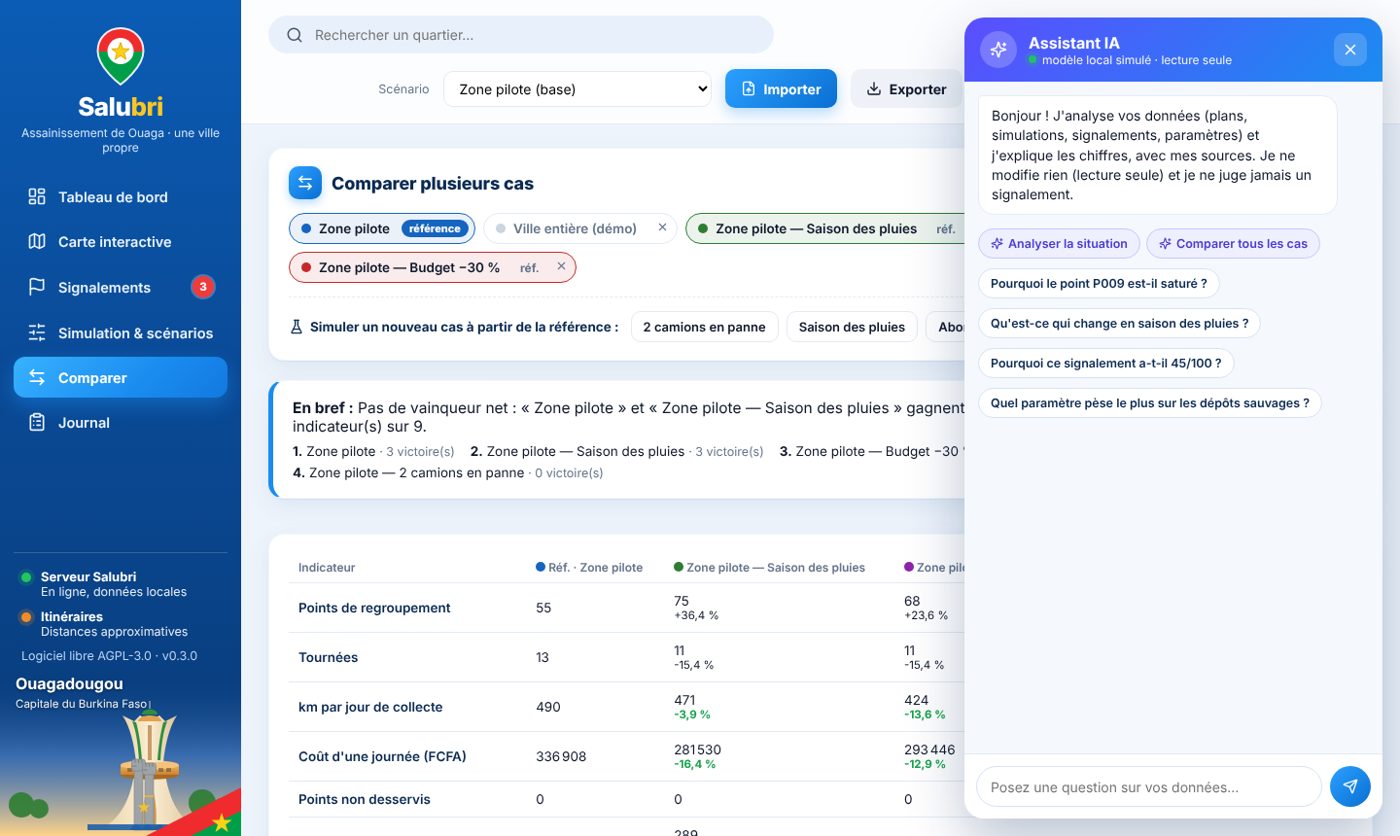 Salubri
Assainissement de Ouaga · une ville
propre
Tableau de bord
Carte interactive
Signalements
3
Simulation & scénarios
Comparer
Journal
Serveur Salubri
En ligne, données locales
Itinéraires
Distances approximatives
Logiciel libre AGPL-3.0 · v0.3.0
Ouagadougou
Capitale du Burkina Faso
Rechercher un quartier...
Scénario
Zone pilote (base)
Importer
Exporter
Comparer plusieurs cas
Zone pilote référence
Ville entière (démo) ×
Zone pilote — Saison des pluies réf.
Zone pilote — Budget −30 % réf. ×
Simuler un nouveau cas à partir de la référence :
2 camions en panne
Saison des pluies
En bref : Pas de vainqueur net : « Zone pilote » et « Zone pilote — Saison des pluies » gagnent
indicateur(s) sur 9.
1. Zone pilote · 3 victoire(s) 2. Zone pilote — Saison des pluies · 3 victoire(s) 3. Zone pilote — Budget −30
4. Zone pilote — 2 camions en panne · 0 victoire(s)
Indicateur Réf. · Zone pilote Zone pilote — Saison des pluies Zone
Points de regroupement 55 75 68
+36,4 % +23,6 %
Tournées 13 11 11
-15,4 % -15,4 %
km par jour de collecte 490 471 424
-3,9 % -13,6 %
Coût d'une journée (FCFA) 336 908 281 530 293 446
-16,4 % -12,9 %
Points non desservis 0 0 0
289
Assistant IA
modèle local simulé · lecture seule
Bonjour ! J'analyse vos données (plans,
simulations, signalements, paramètres) et
j'explique les chiffres, avec mes sources. Je ne
modifie rien (lecture seule) et je ne juge jamais un
signalement.
Analyser la situation
Comparer tous les cas
Pourquoi le point P009 est-il saturé ?
Qu'est-ce qui change en saison des pluies ?
Pourquoi ce signalement a-t-il 45/100 ?
Quel paramètre pèse le plus sur les dépôts sauvages ?
Posez une question sur vos données...